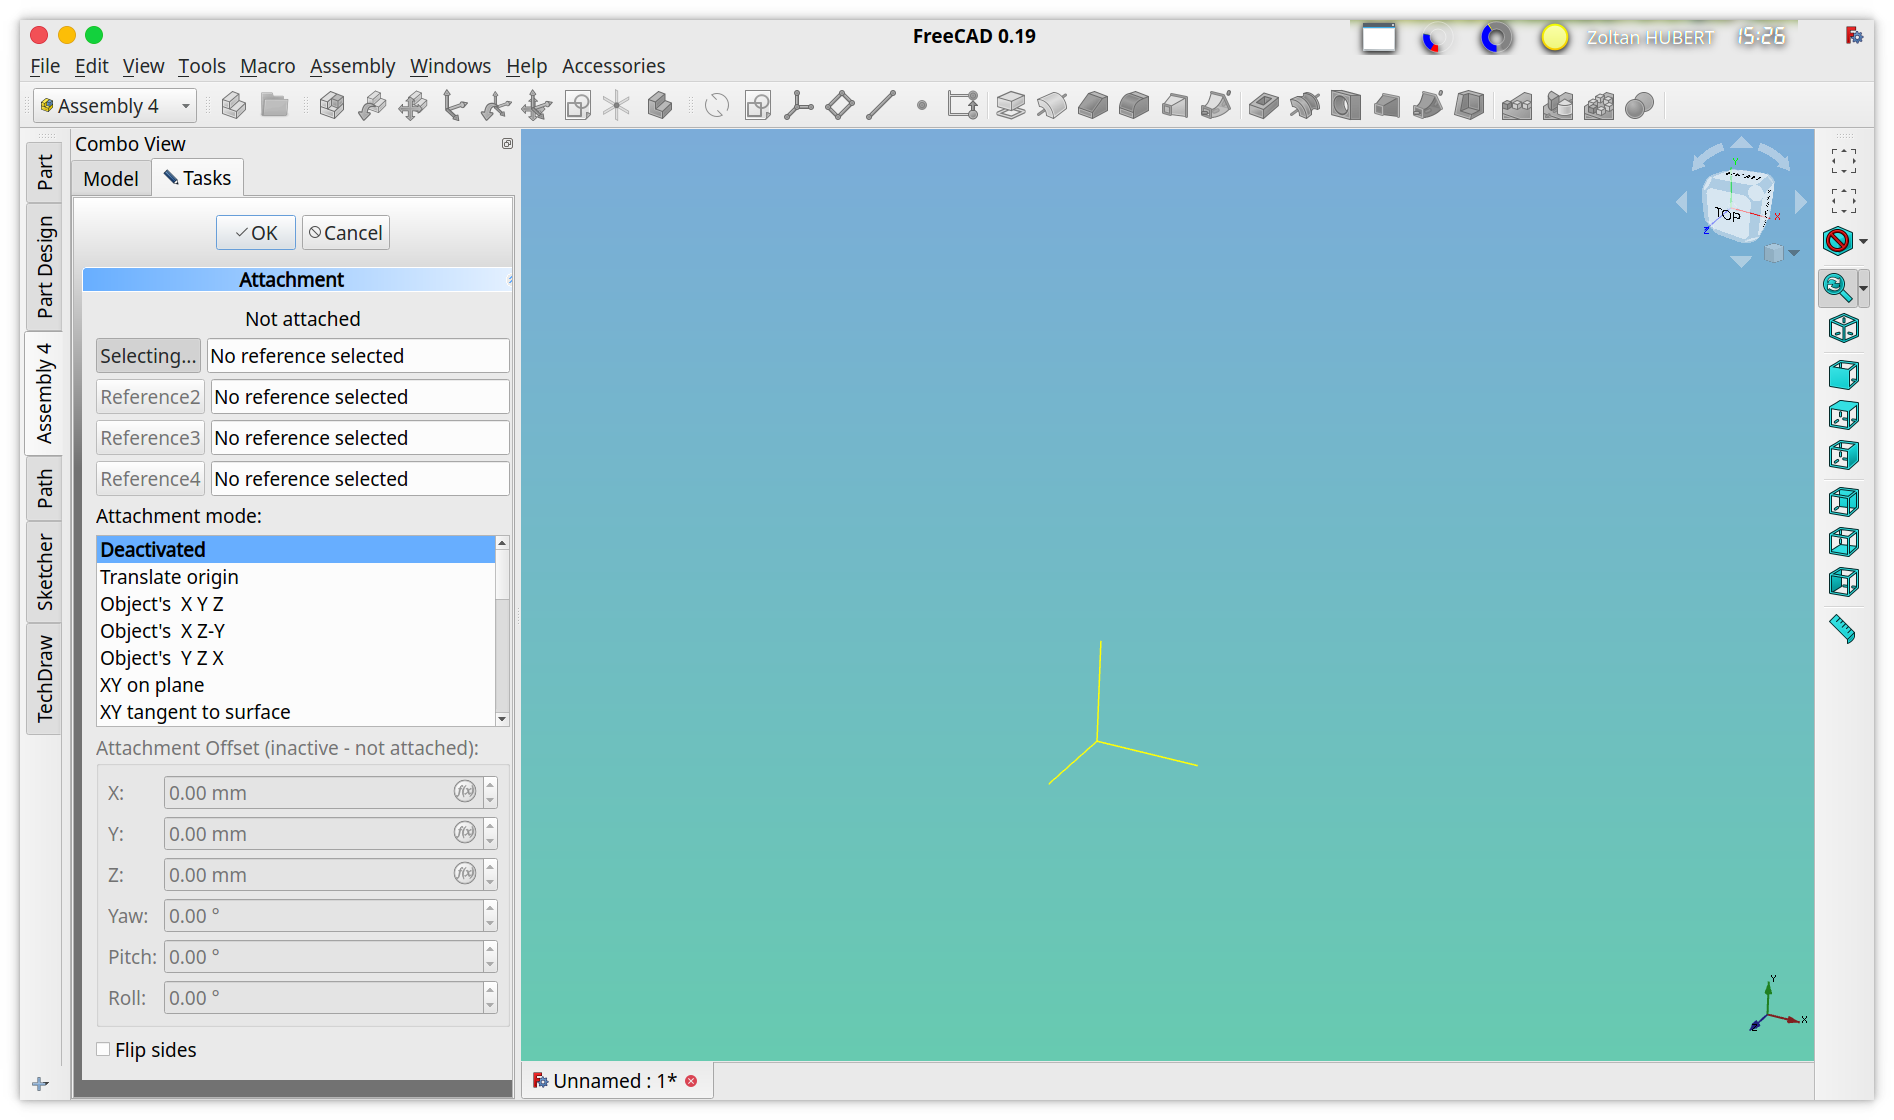 FreeCAD 0.19
Zoltan HUBERT 15:26
File Edit View Tools Macro Assembly Windows Help Accessories
Assembly 4
Combo View
Model Tasks
Part
Part Design
Assembly 4
Path
Sketcher
TechDraw
OK Cancel
Attachment
Not attached
Selecting... No reference selected
Reference2 No reference selected
Reference3 No reference selected
Reference4 No reference selected
Attachment mode:
Deactivated
Translate origin
Object's X Y Z
Object's X Z-Y
Object's Y Z X
XY on plane
XY tangent to surface
Attachment Offset (inactive - not attached):
X: 0.00 mm f(x)
Y: 0.00 mm f(x)
Z: 0.00 mm f(x)
Yaw: 0.00 °
Pitch: 0.00 °
Roll: 0.00 °
Flip sides
TOP
X
Z
Y
X
Z
Unnamed : 1*